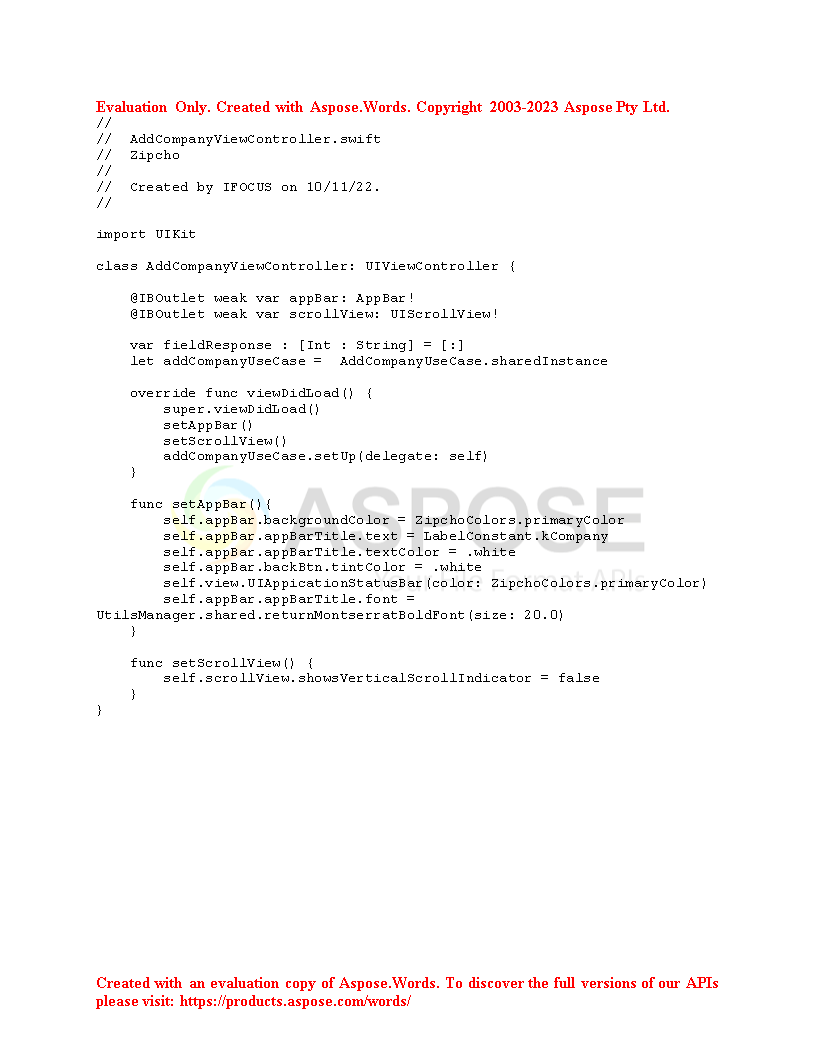 Evaluation Only. Created with Aspose.Words. Copyright 2003-2023 Aspose Pty Ltd.
//
//  AddCompanyViewController.swift
//  Zipcho
//
//  Created by IFOCUS on 10/11/22.
//
import UIKit
class AddCompanyViewController: UIViewController {
    @IBOutlet weak var appBar: AppBar!
    @IBOutlet weak var scrollView: UIScrollView!
    var fieldResponse : [Int : String] = [:]
    let addCompanyUseCase =  AddCompanyUseCase.sharedInstance
    override func viewDidLoad() {
        super.viewDidLoad()
        setAppBar()
        setScrollView()
        addCompanyUseCase.setUp(delegate: self)
    }
    func setAppBar(){
        self.appBar.backgroundColor = ZipchoColors.primaryColor
        self.appBar.appBarTitle.text = LabelConstant.kCompany
        self.appBar.appBarTitle.textColor = .white
        self.appBar.backBtn.tintColor = .white
        self.view.UIAppicationStatusBar(color: ZipchoColors.primaryColor)
        self.appBar.appBarTitle.font =
UtilsManager.shared.returnMontserratBoldFont(size: 20.0)
    }
    func setScrollView() {
        self.scrollView.showsVerticalScrollIndicator = false
    }
}
ASPOSE
Created with an evaluation copy of Aspose.Words. To discover the full versions of our APIs
please visit: https://products.aspose.com/words/